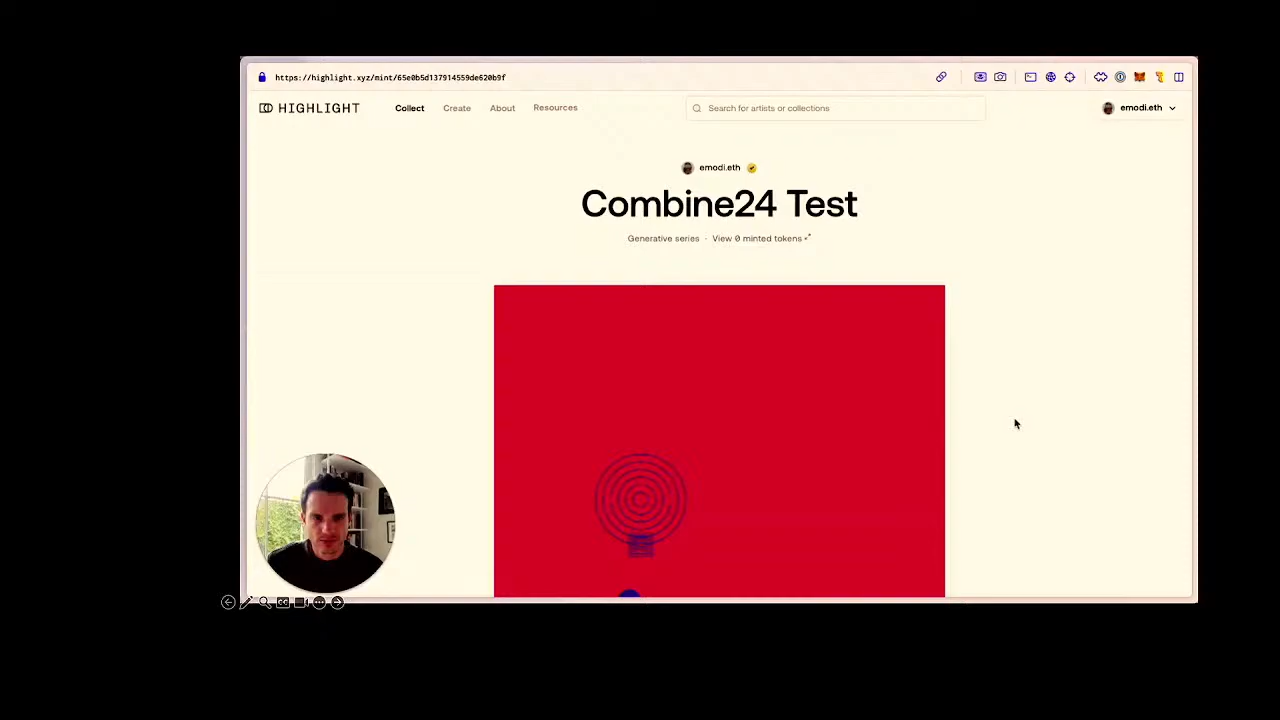 https://highlight.xyz/mint/65e0b5d137914559de620b9f
HIGHLIGHT Collect Create About Resources Search for artists or collections emodi.eth
emodi.eth
Combine24 Test
Generative series · View 0 minted tokens
CC